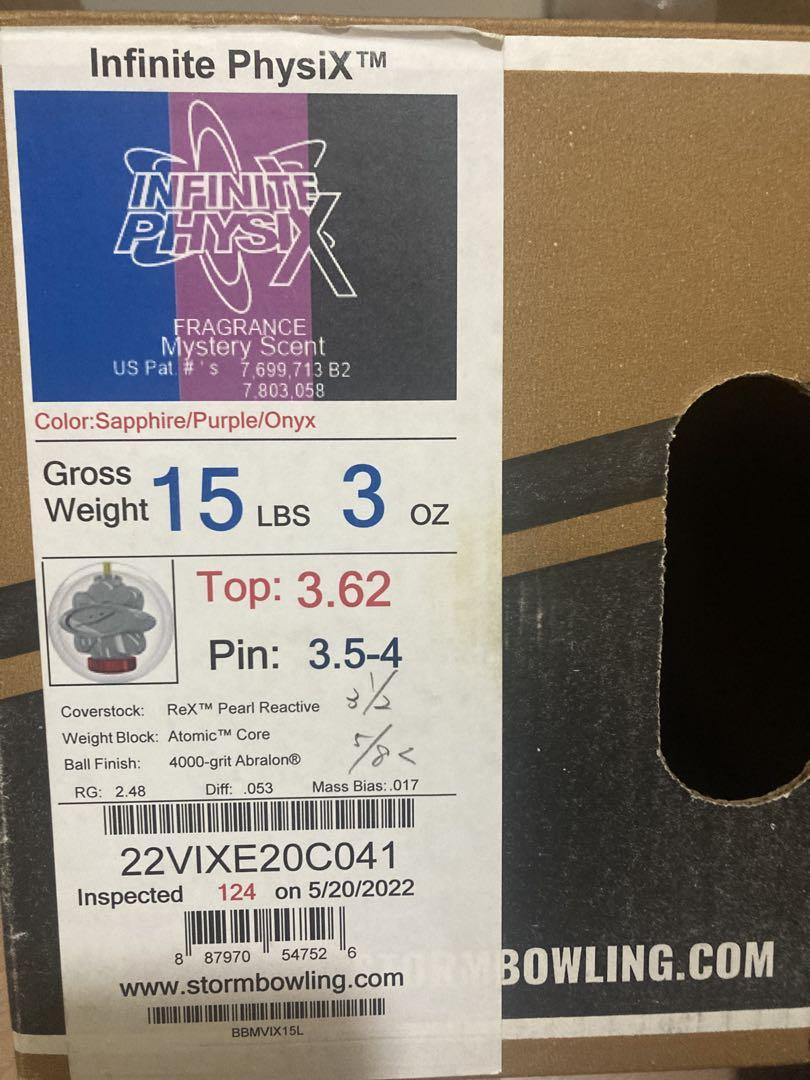 Infinite PhysiX™
INFINITE
PHYSIX
FRAGRANCE
Mystery Scent
US Pat. # ' s 7,699,713 B2
7,803,058
Color:Sapphire/Purple/Onyx
Gross Weight 15 LBS 3 OZ
Top: 3.62
Pin: 3.5-4
3 1/2
Coverstock: ReX™ Pearl Reactive
Weight Block: Atomic™ Core
5/8 <
Ball Finish: 4000-grit Abralon®
RG: 2.48 Diff: .053 Mass Bias: .017
22VIXE20C041
Inspected 124 on 5/20/2022
8 87970 54752 6
www.stormbowling.com
BBMVIX15L
STORMBOWLING.COM